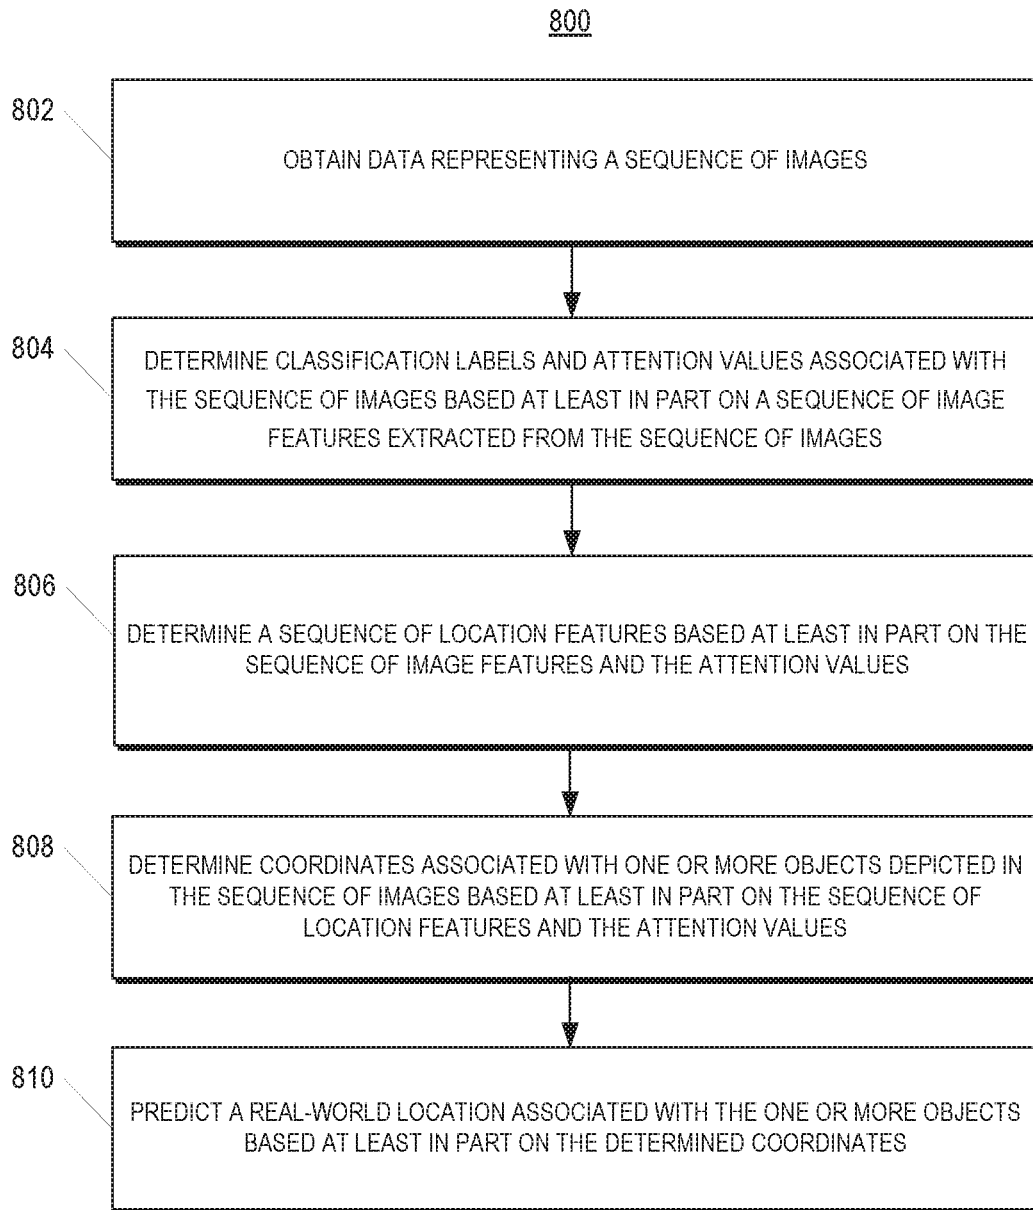 800
802
OBTAIN DATA REPRESENTING A SEQUENCE OF IMAGES
804
DETERMINE CLASSIFICATION LABELS AND ATTENTION VALUES ASSOCIATED WITH
THE SEQUENCE OF IMAGES BASED AT LEAST IN PART ON A SEQUENCE OF IMAGE
FEATURES EXTRACTED FROM THE SEQUENCE OF IMAGES
806
DETERMINE A SEQUENCE OF LOCATION FEATURES BASED AT LEAST IN PART ON THE
SEQUENCE OF IMAGE FEATURES AND THE ATTENTION VALUES
808
DETERMINE COORDINATES ASSOCIATED WITH ONE OR MORE OBJECTS DEPICTED IN
THE SEQUENCE OF IMAGES BASED AT LEAST IN PART ON THE SEQUENCE OF
LOCATION FEATURES AND THE ATTENTION VALUES
810
PREDICT A REAL-WORLD LOCATION ASSOCIATED WITH THE ONE OR MORE OBJECTS
BASED AT LEAST IN PART ON THE DETERMINED COORDINATES